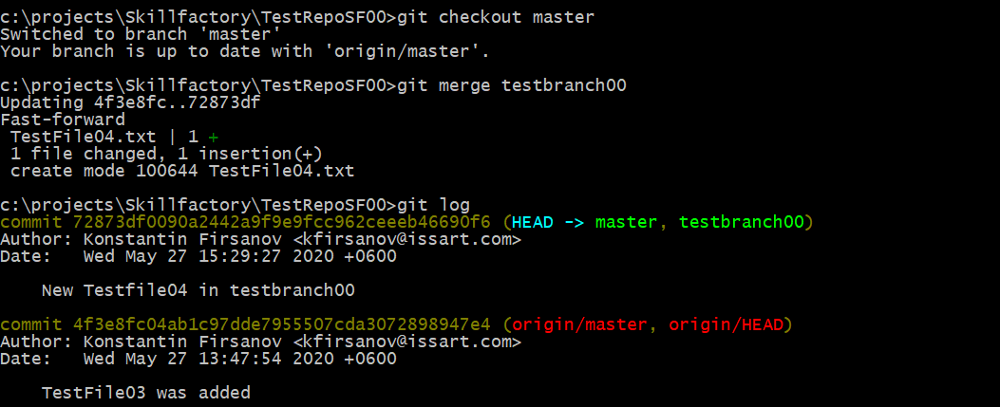 c:\projects\Skillfactory\TestRepoSF00>git checkout master
Switched to branch 'master'
Your branch is up to date with 'origin/master'.
c:\projects\Skillfactory\TestRepoSF00>git merge testbranch00
Updating 4f3e8fc..72873df
Fast-forward
TestFile04.txt | 1 +
1 file changed, 1 insertion(+)
create mode 100644 TestFile04.txt
c:\projects\Skillfactory\TestRepoSF00>git log
commit 72873df0090a2442a9f9e9fcc962ceeeb46690f6 (HEAD -> master, testbranch00)
Author: Konstantin Firsanov <kfirsanov@issart.com>
Date:   Wed May 27 15:29:27 2020 +0600
New Testfile04 in testbranch00
commit 4f3e8fc04ab1c97dde7955507cda3072898947e4 (origin/master, origin/HEAD)
Author: Konstantin Firsanov <kfirsanov@issart.com>
Date:   Wed May 27 13:47:54 2020 +0600
TestFile03 was added